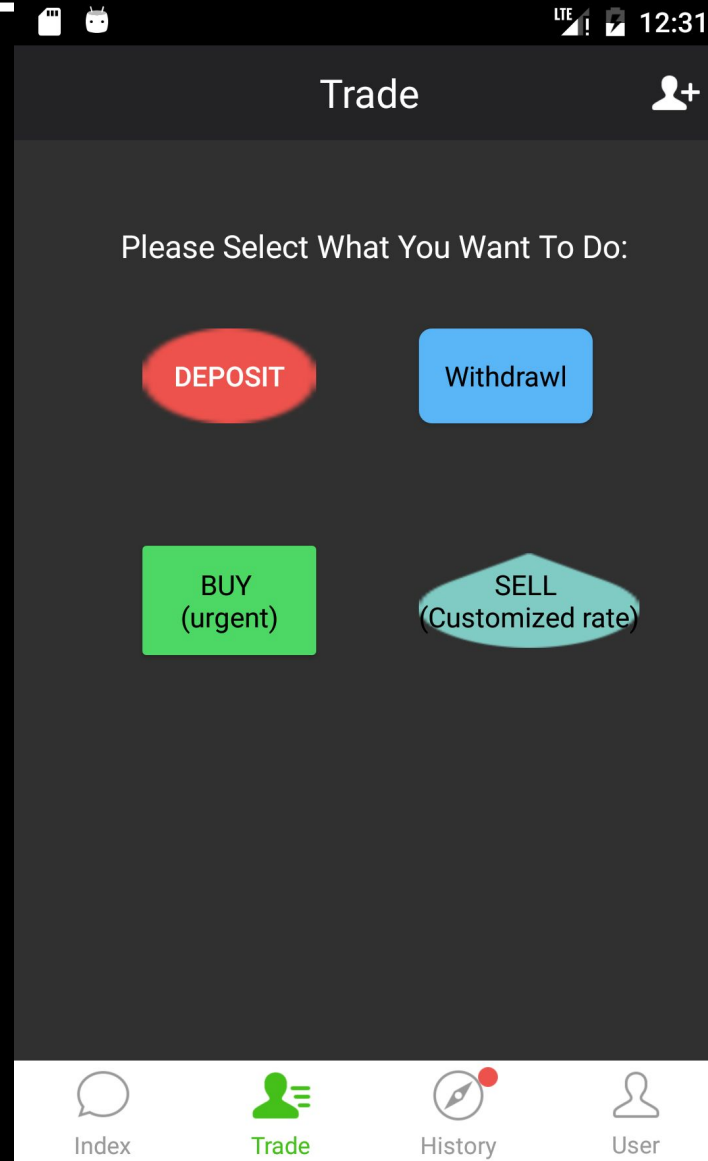 LTE 12:31
Trade
Please Select What You Want To Do:
DEPOSIT
Withdrawl
BUY
(urgent)
SELL
(Customized rate)
Index
Trade
History
User